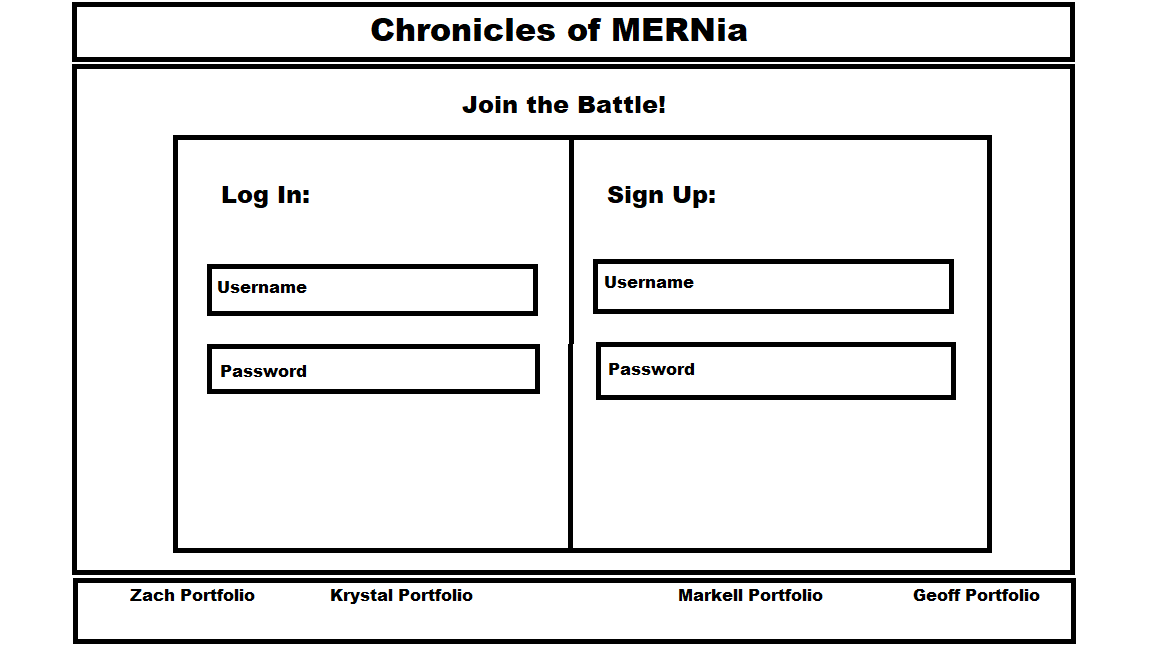 Chronicles of MERNia
Join the Battle!
Log In:
Username
Password
Sign Up:
Username
Password
Zach Portfolio
Krystal Portfolio
Markell Portfolio
Geoff Portfolio